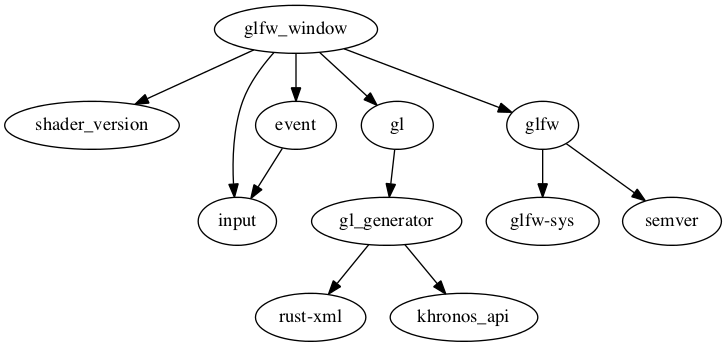 glfw_window
shader_version
event
gl
glfw
input
gl_generator
glfw-sys
semver
rust-xml
khronos_api